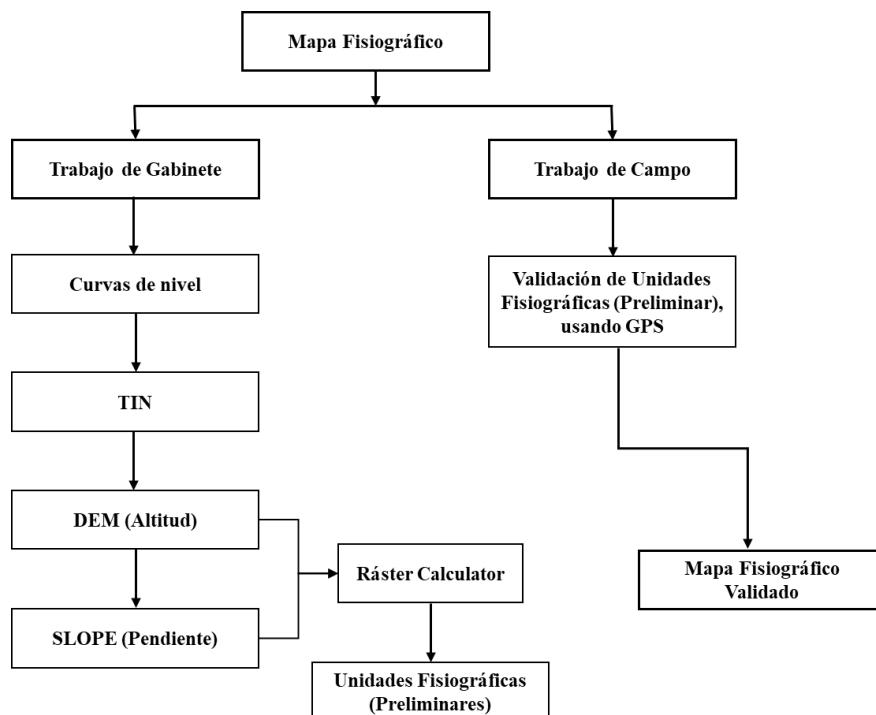 Mapa Fisiográfico
Trabajo de Gabinete
Trabajo de Campo
Curvas de nivel
Validación de Unidades
Fisiográficas (Preliminar),
usando GPS
TIN
DEM (Altitud)
Ráster Calculator
Mapa Fisiográfico
Validado
SLOPE (Pendiente)
Unidades Fisiográficas
(Preliminares)